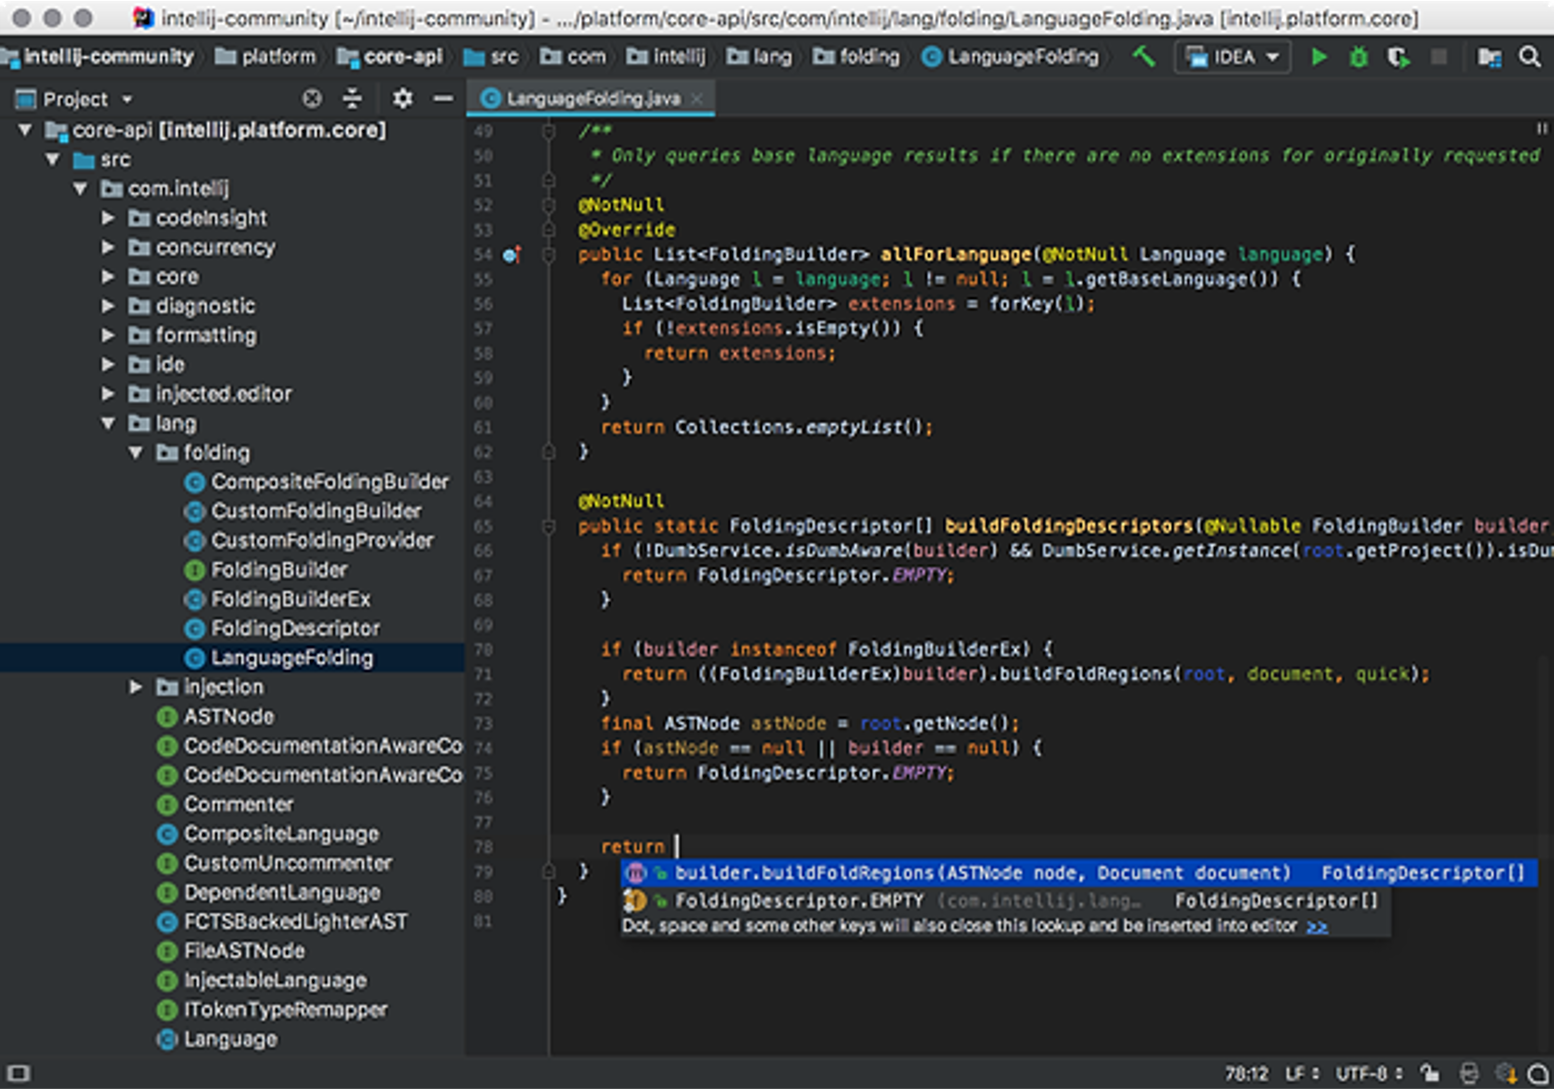 intellij-community [~/intellij-community] - .../platform/core-api/src/com/intellij/lang/folding/LanguageFolding.java [intellij.platform.core]
intellij-community platform core-api src com intellij lang folding LanguageFolding IDEA
Project
LanguageFolding.java
core-api [intellij.platform.core]
src
com.intellij
codeInsight
concurrency
core
diagnostic
formatting
ide
injected.editor
lang
folding
CompositeFoldingBuilder
CustomFoldingBuilder
CustomFoldingProvider
FoldingBuilder
FoldingBuilderEx
FoldingDescriptor
LanguageFolding
injection
ASTNode
CodeDocumentationAwareCo
CodeDocumentationAwareCo
Commenter
CompositeLanguage
CustomUncommenter
DependentLanguage
FCTSBackedLighterAST
FileASTNode
InjectableLanguage
ITokenTypeRemapper
Language
49 /**
50 * Only queries base language results if there are no extensions for originally requested
51 */
52 @NotNull
53 @Override
54 public List<FoldingBuilder> allForLanguage(@NotNull Language language) {
55 for (Language l = language; l != null; l = l.getBaseLanguage()) {
56 List<FoldingBuilder> extensions = forKey(l);
57 if (!extensions.isEmpty()) {
58 return extensions;
59 }
60 }
61 return Collections.emptyList();
62 }
63
64 @NotNull
65 public static FoldingDescriptor[] buildFoldingDescriptors(@Nullable FoldingBuilder builder
66 if (!DumbService.isDumbAware(builder) && DumbService.getInstance(root.getProject()).isDu
67 return FoldingDescriptor.EMPTY;
68 }
69
70 if (builder instanceof FoldingBuilderEx) {
71 return ((FoldingBuilderEx)builder).buildFoldRegions(root, document, quick);
72 }
73 final ASTNode astNode = root.getNode();
74 if (astNode == null || builder == null) {
75 return FoldingDescriptor.EMPTY;
76 }
77
78 return
79 }
80 }
81
builder.buildFoldRegions(ASTNode node, Document document) FoldingDescriptor[]
FoldingDescriptor.EMPTY (com.intellij.lang… FoldingDescriptor[]
Dot, space and some other keys will also close this lookup and be inserted into editor >>
78:12 LF UTF-8